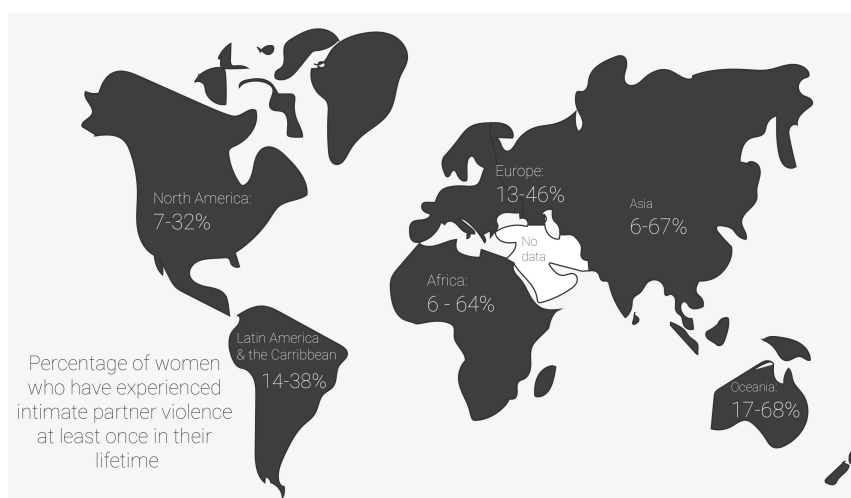 North America:
7-32%
Europe:
13-46%
Asia
6-67%
No
data
Africa:
6 - 64%
Latin America
& the Carribbean
14-38%
Oceania:
17-68%
Percentage of women
who have experienced
intimate partner violence
at least once in their
lifetime